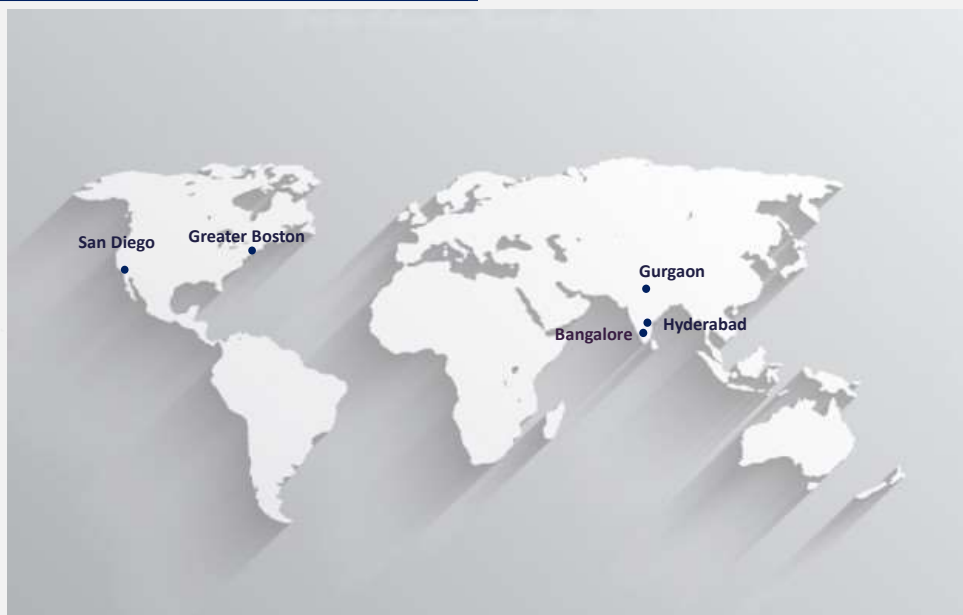 San Diego
Greater Boston
Gurgaon
Hyderabad
Bangalore